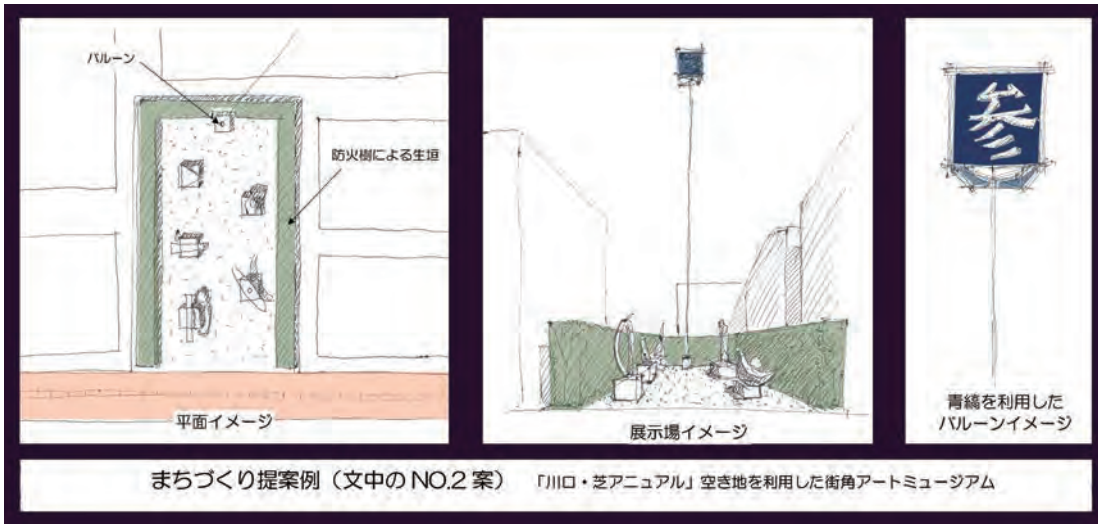 バルーン
防火樹による生垣
平面イメージ
展示場イメージ
参
青縞を利用した
バルーンイメージ
まちづくり提案例（文中のNO.2案） 「川口・芝アニュアル」空き地を利用した街角アートミュージアム